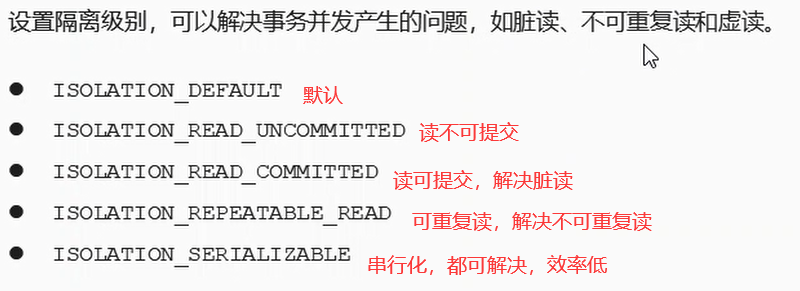 设置隔离级别，可以解决事务并发产生的问题，如脏读、不可重复读和虚读。
● ISOLATION_DEFAULT 默认
● ISOLATION_READ_UNCOMMITTED 读不可提交
● ISOLATION_READ_COMMITTED 读可提交，解决脏读
● ISOLATION_REPEATABLE_READ 可重复读，解决不可重复读
● ISOLATION_SERIALIZABLE 串行化，都可解决，效率低